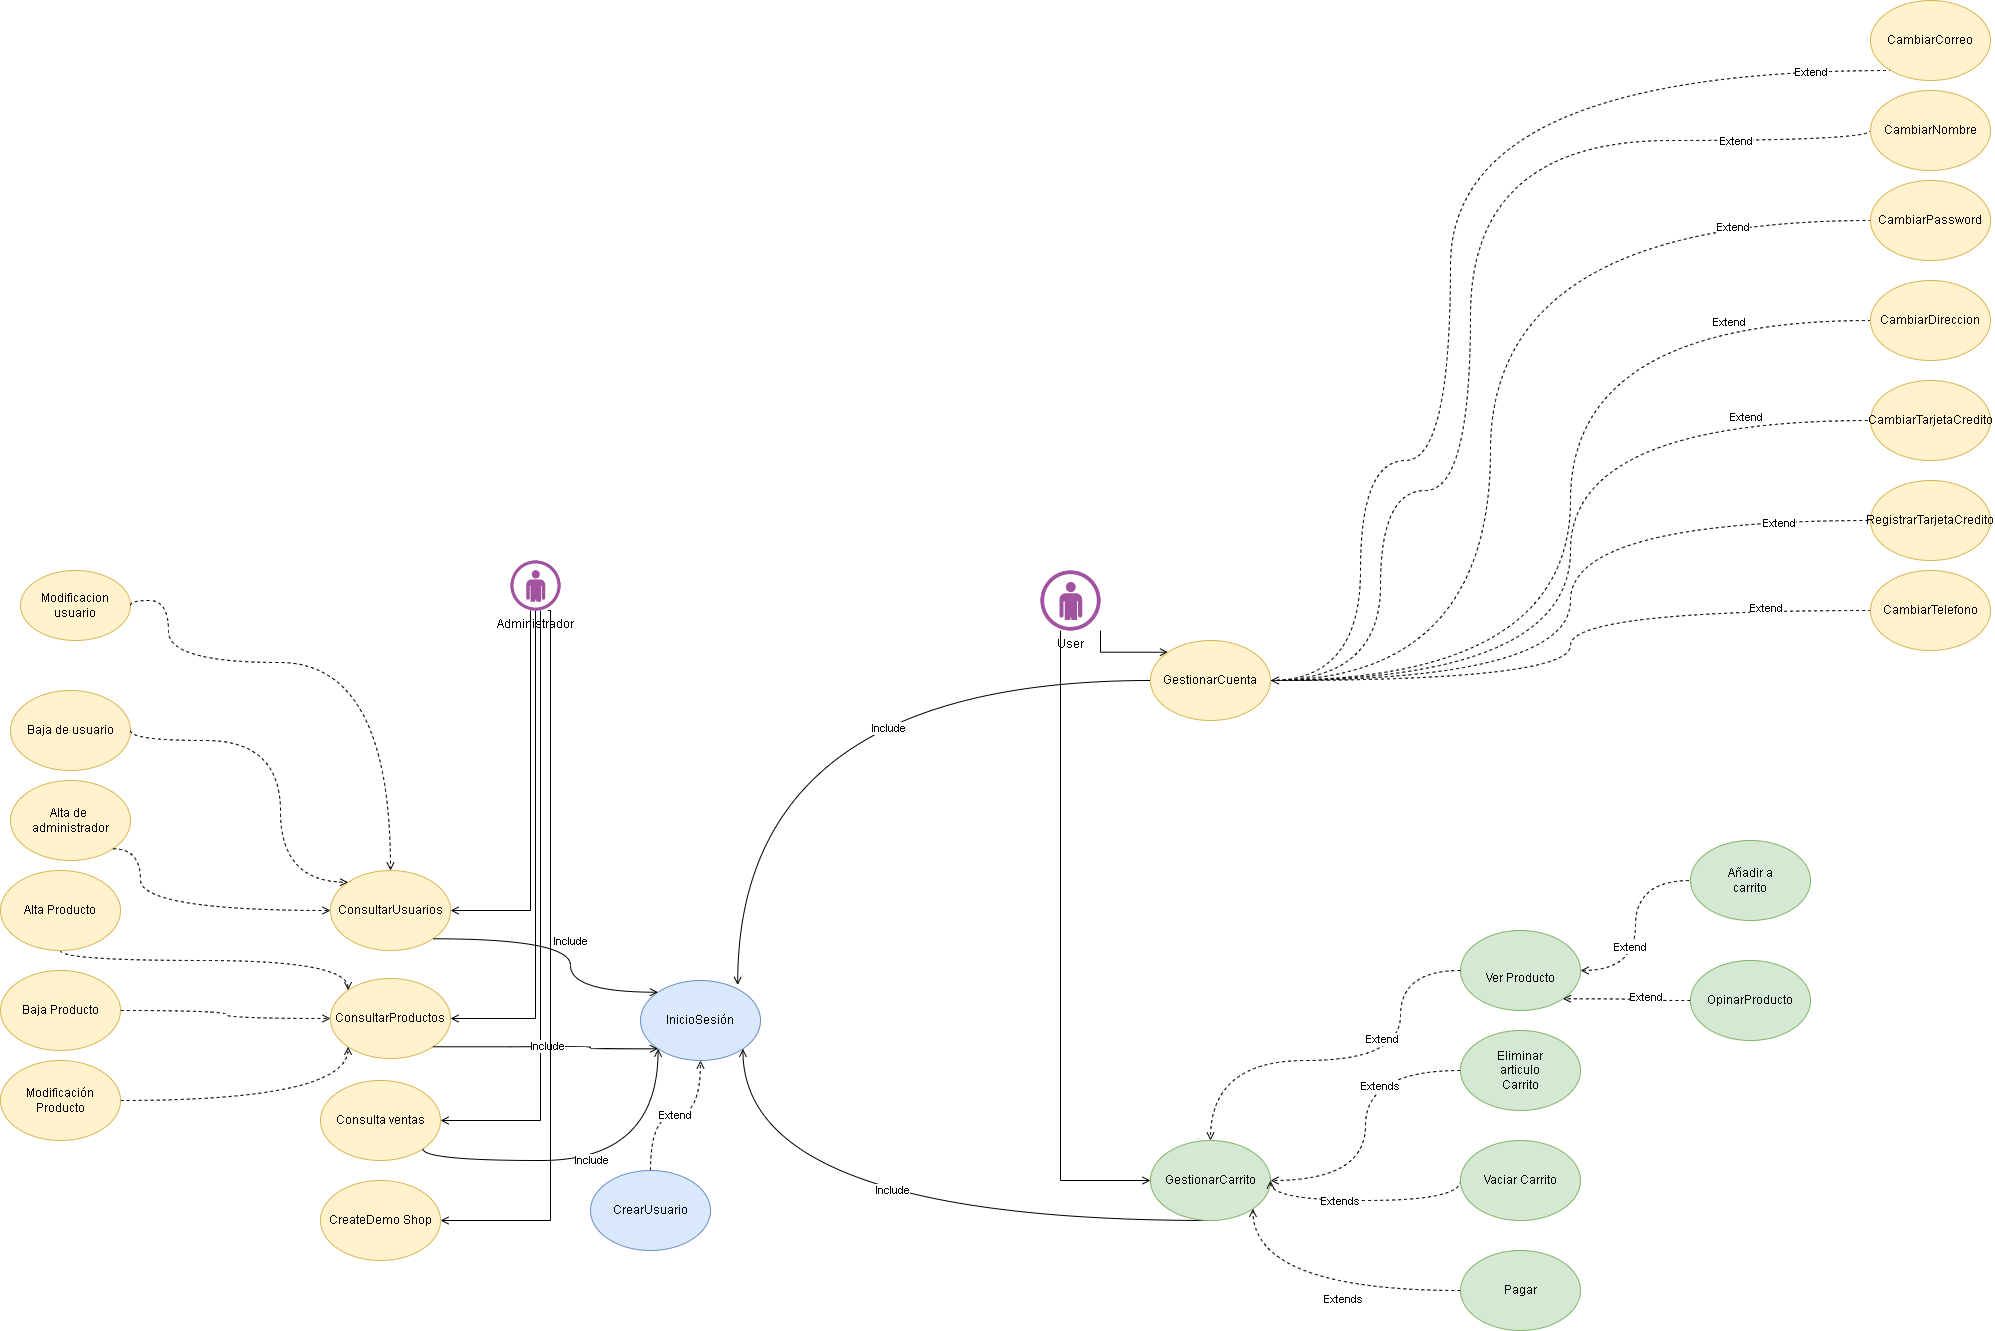 CambiarCorreo
Extend
CambiarNombre
Extend
CambiarPassword
Extend
CambiarDireccion
Extend
CambiarTarjetaCredito
Extend
RegistrarTarjetaCredito
Extend
CambiarTelefono
Extend
Modificacion
usuario
Administrador
User
GestionarCuenta
Include
Baja de usuario
Alta de
administrador
Alta Producto
ConsultarUsuarios
Include
Baja Producto
ConsultarProductos
Include
InicioSesión
Modificación
Producto
Consulta ventas
Include
Extend
CreateDemo Shop
CrearUsuario
Añadir a
carrito
Extend
Ver Producto
Extend
OpinarProducto
Extend
Eliminar
articulo
Carrito
Extends
GestionarCarrito
Include
Vaciar Carrito
Extends
Pagar
Extends